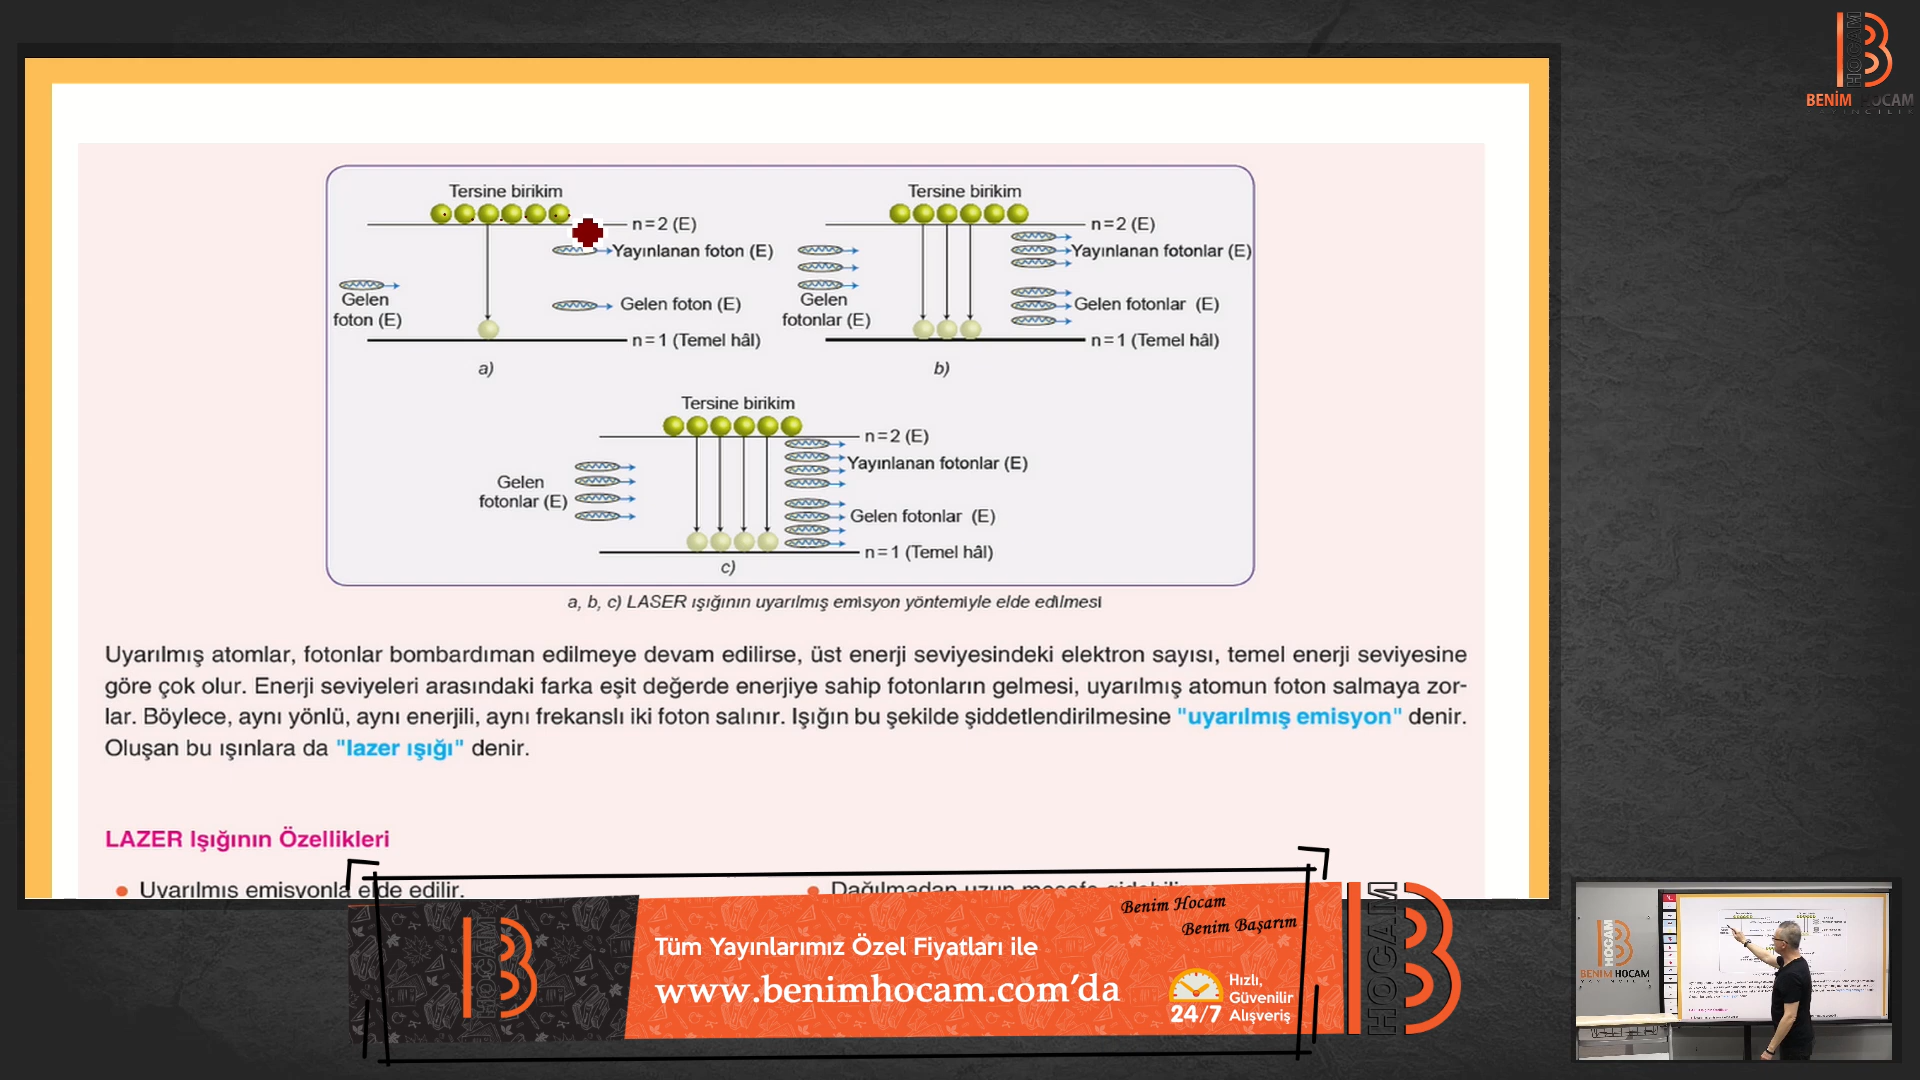 HOCAM
BENİM HOCAM
Tersine birikim
n=2 (E)
Yayınlanan foton (E)
Gelen
foton (E)
Gelen foton (E)
n=1 (Temel hâl)
a)
Tersine birikim
n=2 (E)
Yayınlanan fotonlar (E)
Gelen
fotonlar (E)
Gelen fotonlar (E)
n=1 (Temel hâl)
b)
Tersine birikim
n=2 (E)
Yayınlanan fotonlar (E)
Gelen
fotonlar (E)
Gelen fotonlar (E)
n=1 (Temel hâl)
c)
a, b, c) LASER ışığının uyarılmış emisyon yöntemiyle elde edilmesi
Uyarılmış atomlar, fotonlar bombardıman edilmeye devam edilirse, üst enerji seviyesindeki elektron sayısı, temel enerji seviyesine
göre çok olur. Enerji seviyeleri arasındaki farka eşit değerde enerjiye sahip fotonların gelmesi, uyarılmış atomun foton salmaya zor-
lar. Böylece, aynı yönlü, aynı enerjili, aynı frekanslı iki foton salınır. Işığın bu şekilde şiddetlendirilmesine "uyarılmış emisyon" denir.
Oluşan bu ışınlara da "lazer ışığı" denir.
LAZER Işığının Özellikleri
• Uyarılmış emisyonla elde edilir.
• Dağılmadan uzun mesafe gidebilir.
HOCAM
Tüm Yayınlarımız Özel Fiyatları ile
www.benimhocam.com'da
Benim Hocam
Benim Başarım
24/7
Hızlı,
Güvenilir
Alışveriş
HOCAM
HOCAM
BENİM HOCAM